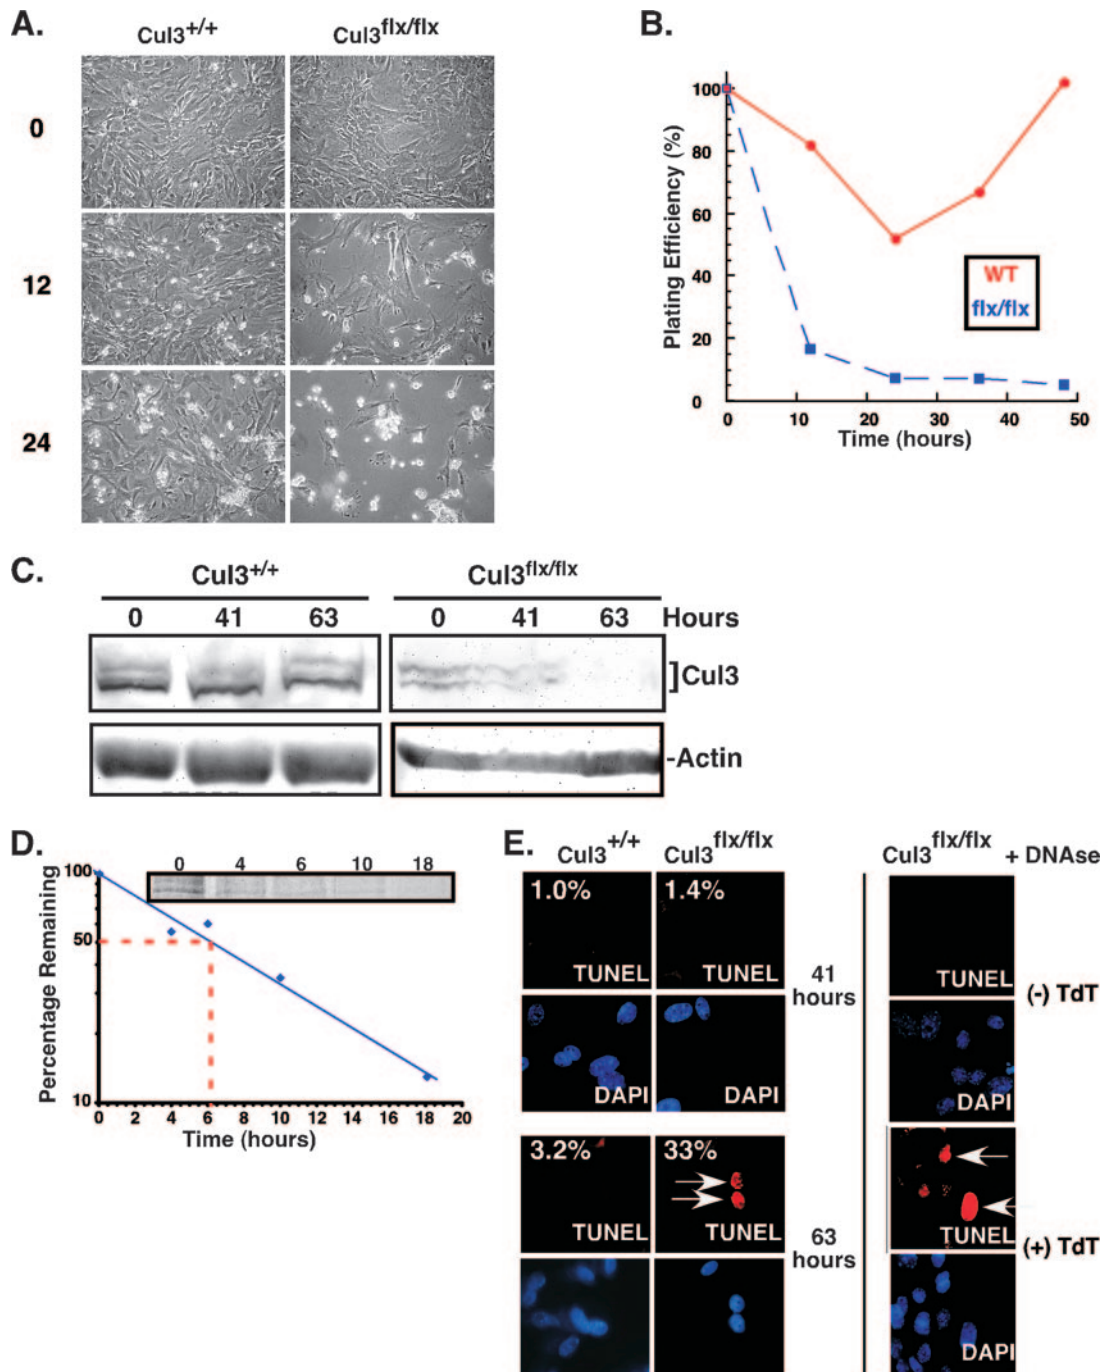 A.
Cul3+/+ Cul3flx/flx
0
12
24
B.
Plating Efficiency (%)
100
80
60
40
20
0
WT
flx/flx
0 10 20 30 40 50
Time (hours)
C.
Cul3+/+ Cul3flx/flx
0 41 63 0 41 63 Hours
]Cul3
-Actin
D.
0 4 6 10 18
Percentage Remaining
100
50
10
0 2 4 6 8 10 12 14 16 18 20
Time (hours)
E.
Cul3+/+ Cul3flx/flx Cul3flx/flx + DNAse
1.0% 1.4%
TUNEL TUNEL TUNEL
41 hours
(-) TdT
DAPI DAPI DAPI
3.2% 33%
TUNEL TUNEL TUNEL
63 hours
(+) TdT
DAPI